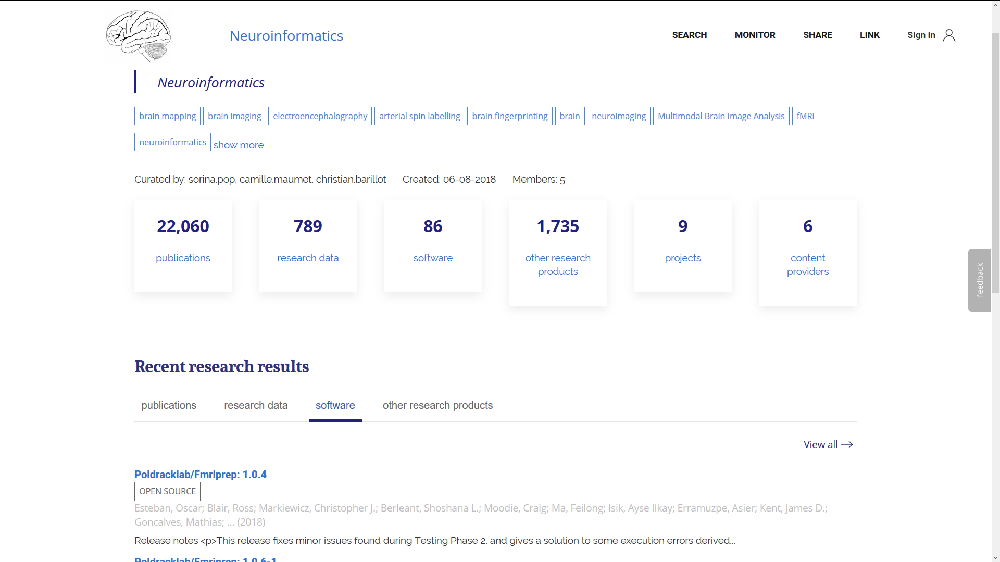 Neuroinformatics
SEARCH MONITOR SHARE LINK Sign in
Neuroinformatics
brain mapping brain imaging electroencephalography arterial spin labelling brain fingerprinting brain neuroimaging Multimodal Brain Image Analysis fMRI
neuroinformatics show more
Curated by: sorina.pop, camille.maumet, christian.barillot Created: 06-08-2018 Members: 5
22,060 789 86 1,735 9 6
publications research data software other research products projects content providers
feedback
Recent research results
publications research data software other research products
View all
Poldracklab/Fmriprep: 1.0.4
OPEN SOURCE
Esteban, Oscar; Blair, Ross; Markiewicz, Christopher J.; Berleant, Shoshana L.; Moodie, Craig; Ma, Feilong; Isik, Ayse Ilkay; Erramuzpe, Asier; Kent, James D.;
Goncalves, Mathias; ... (2018)
Release notes <p>This release fixes minor issues found during Testing Phase 2, and gives a solution to some execution errors derived...
Poldracklab/Fmriprep: 1.0.6-1